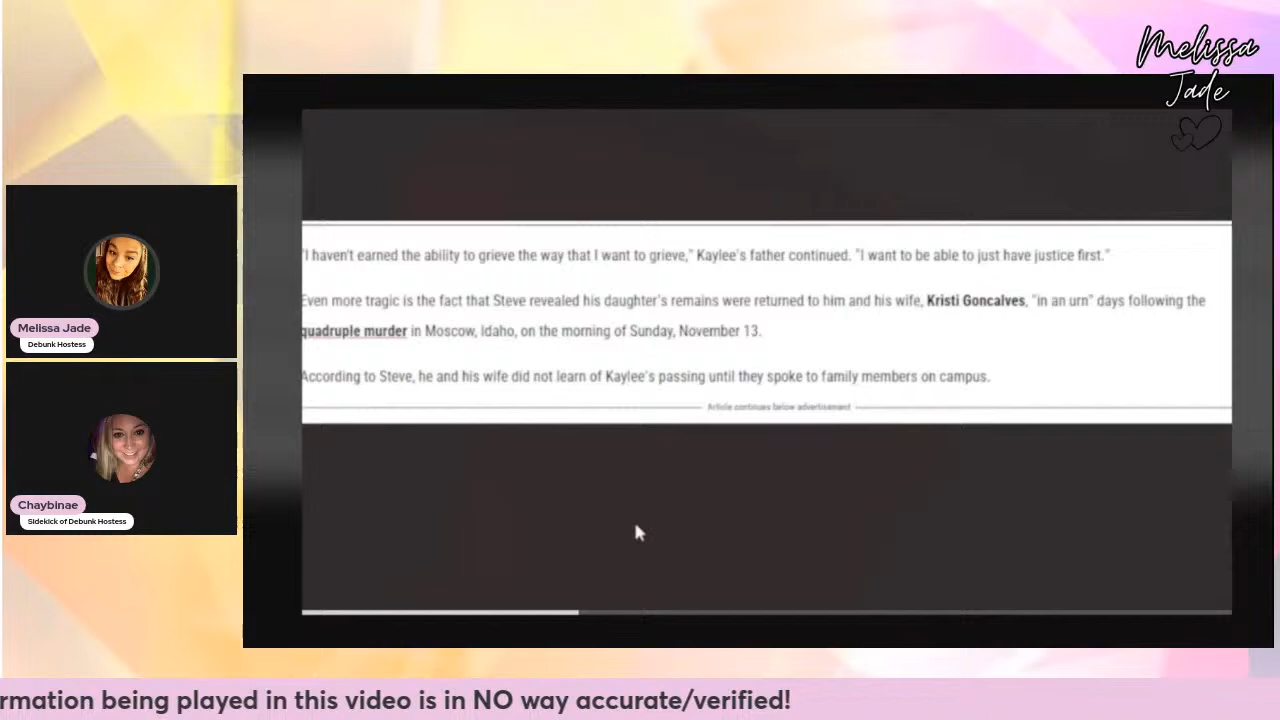 Melissa
Jade
"I haven't earned the ability to grieve the way that I want to grieve," Kaylee's father continued. "I want to be able to just have justice first."
Even more tragic is the fact that Steve revealed his daughter's remains were returned to him and his wife, Kristi Goncalves, "in an urn" days following the
quadruple murder in Moscow, Idaho, on the morning of Sunday, November 13.
According to Steve, he and his wife did not learn of Kaylee's passing until they spoke to family members on campus.
Article continues below advertisement
Melissa Jade
Debunk Hostess
Chaybinae
Sidekick of Debunk Hostess
rmation being played in this video is in NO way accurate/verified!